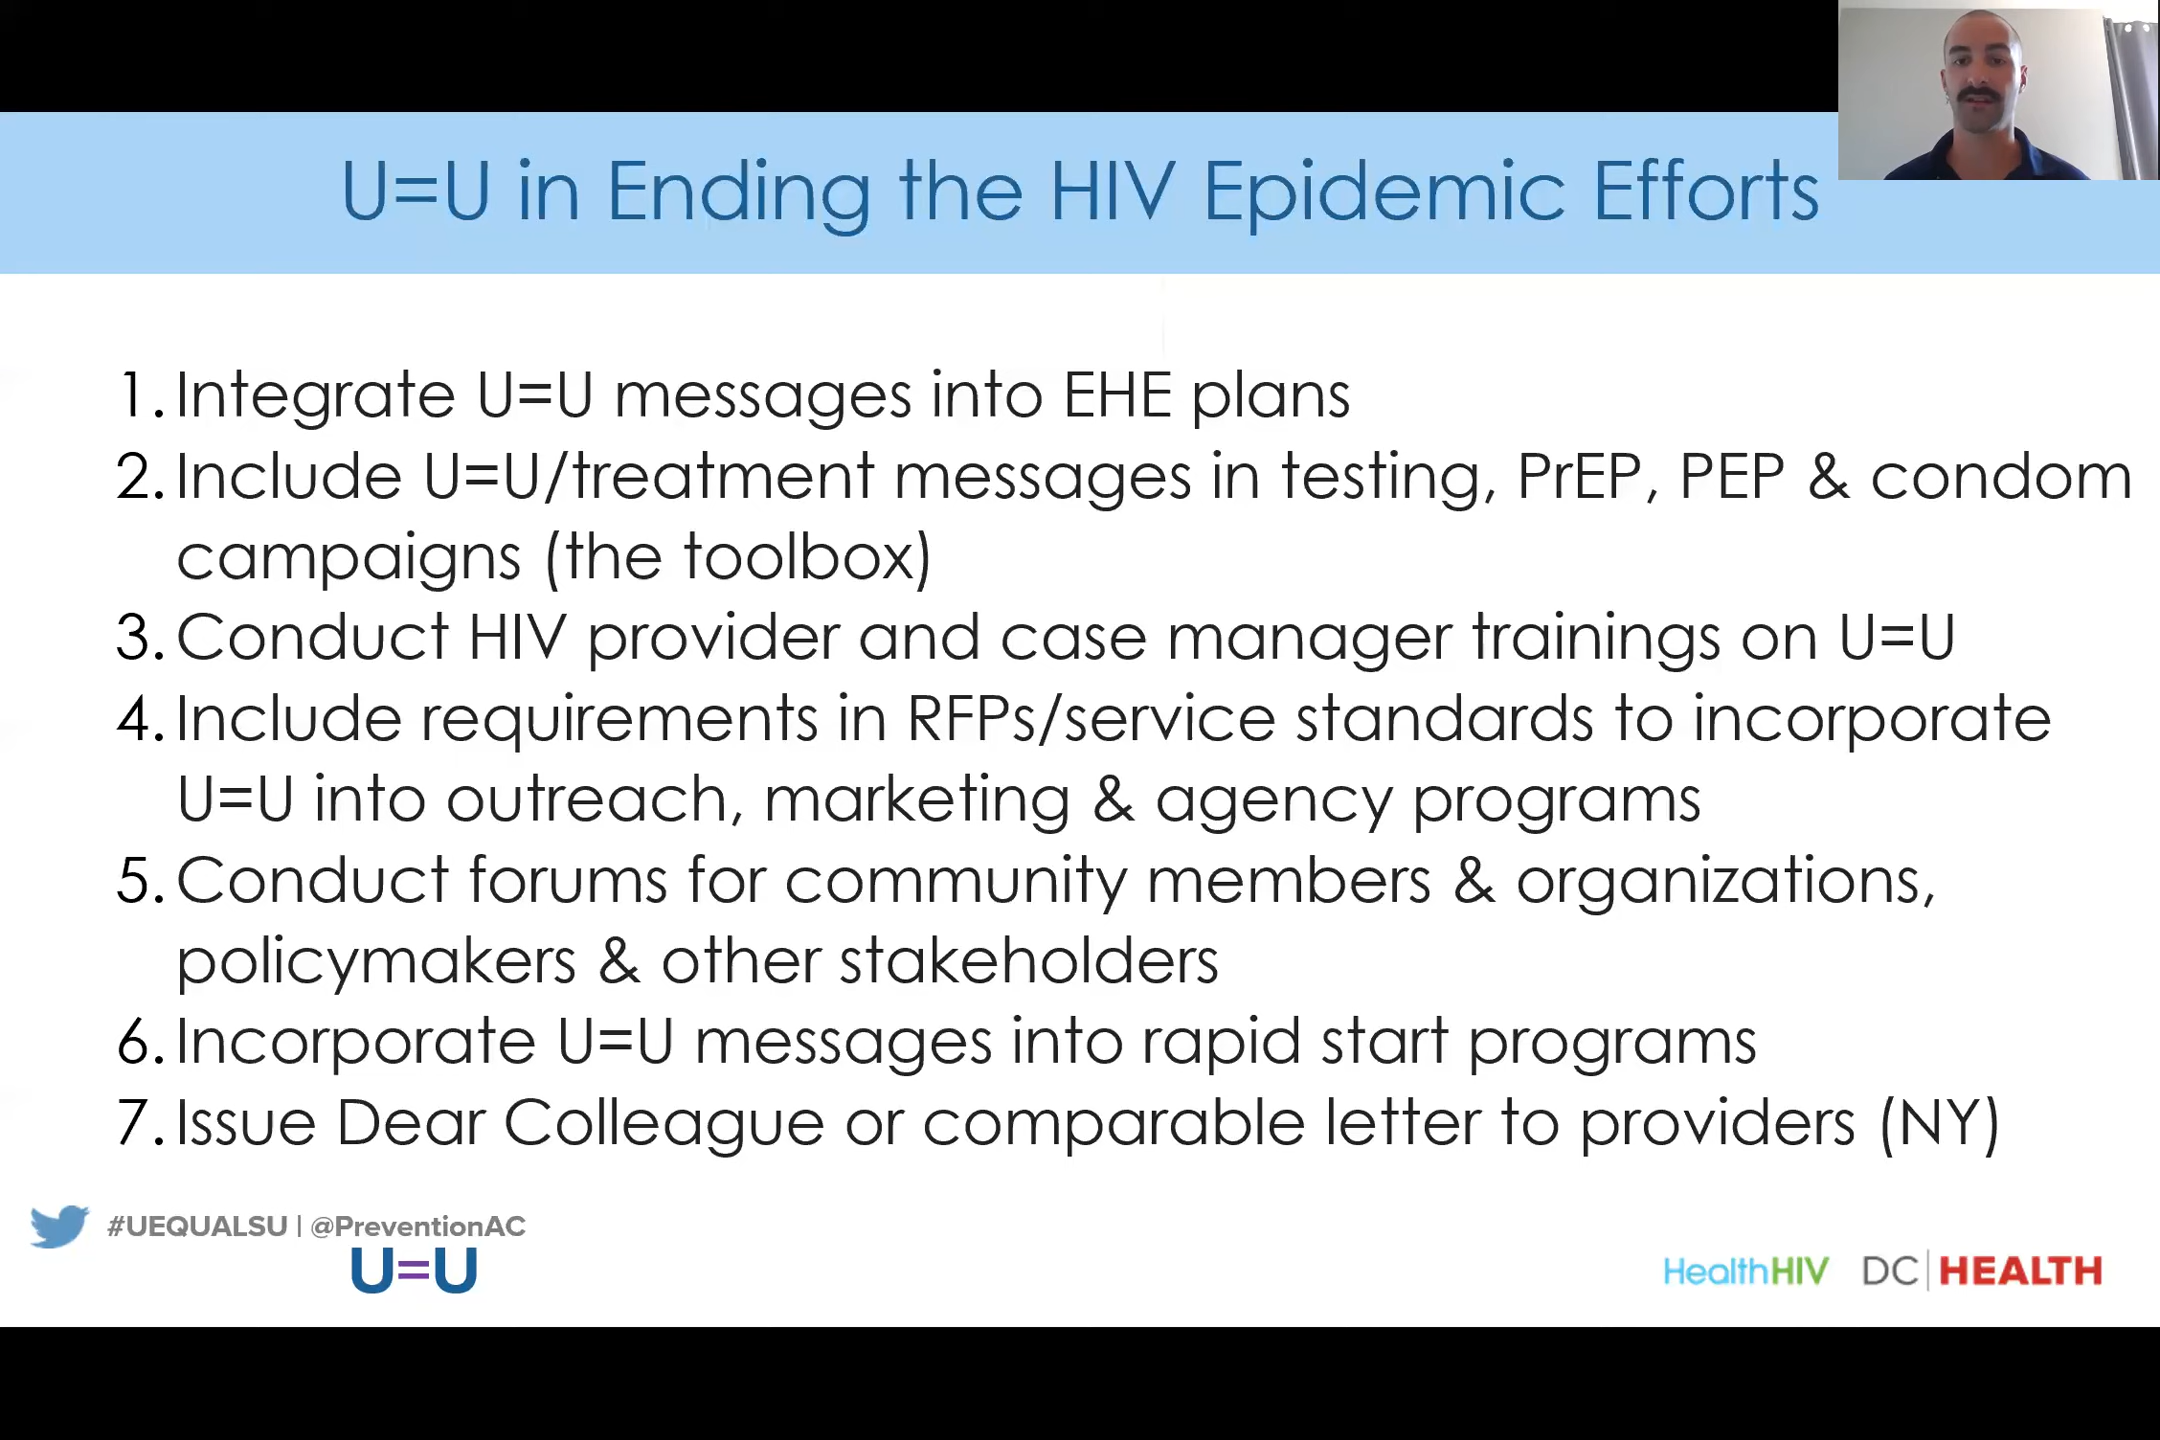 U=U in Ending the HIV Epidemic Efforts
1. Integrate U=U messages into EHE plans
2. Include U=U/treatment messages in testing, PrEP, PEP & condom
campaigns (the toolbox)
3. Conduct HIV provider and case manager trainings on U=U
4. Include requirements in RFPs/service standards to incorporate
U=U into outreach, marketing & agency programs
5. Conduct forums for community members & organizations,
policymakers & other stakeholders
6. Incorporate U=U messages into rapid start programs
7. Issue Dear Colleague or comparable letter to providers (NY)
#UEQUALSU | @PreventionAC
U=U
HealthHIV DC | HEALTH